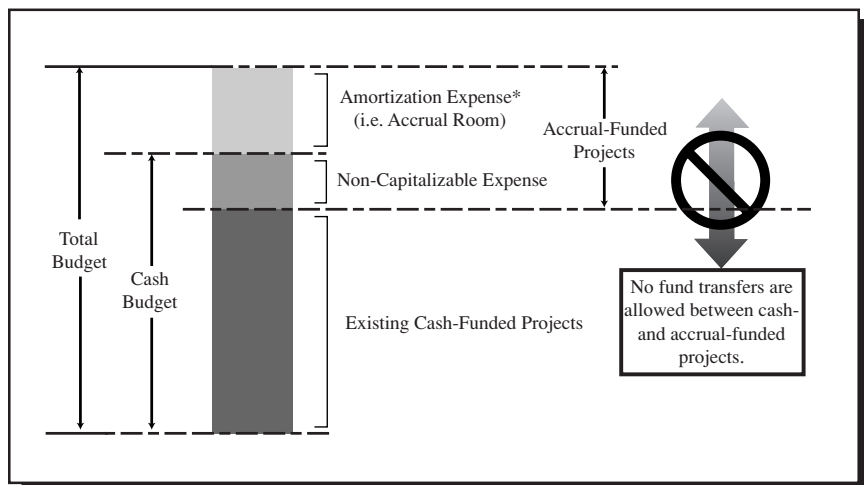 Amortization Expense*
(i.e. Accrual Room)
Accrual-Funded
Projects
Non-Capitalizable Expense
Total
Budget
Cash
Budget
Existing Cash-Funded Projects
No fund transfers are
allowed between cash-
and accrual-funded
projects.